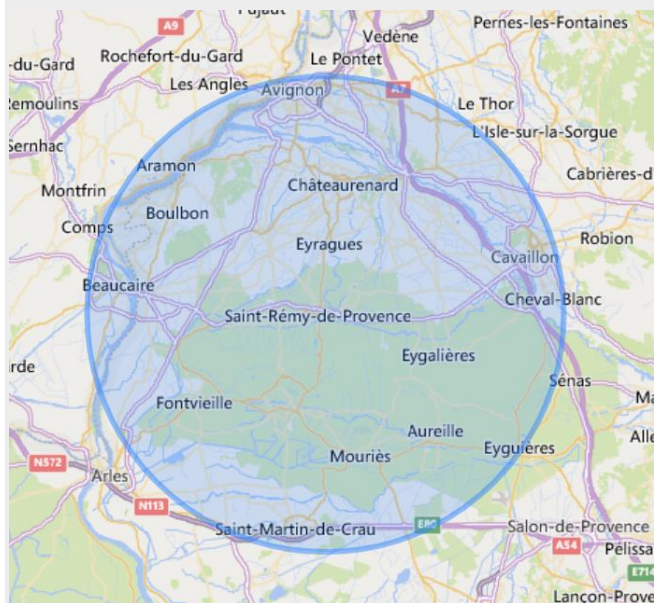 Pujaut
Pernes-les-Fontaines
A9
Vedène
Rochefort-du-Gard
Le Pontet
-du-Gard
Les Angles
Avignon
A7
Remoulins
Le Thor
L'Isle-sur-la-Sorgue
Sernhac
Aramon
Cabrières-d
Montfrin
Châteaurenard
Boulbon
Comps
Eyragues
Robion
Cavaillon
Beaucaire
Cheval-Blanc
Saint-Rémy-de-Provence
Eygalières
arde
Sénas
Ma
Fontvieille
Aureille
Alle
Mouriès
Eyguières
N572
Arles
N113
Saint-Martin-de-Crau
E80
Salon-de-Provence
A54
Pélissa
E714
Lançon-Prove